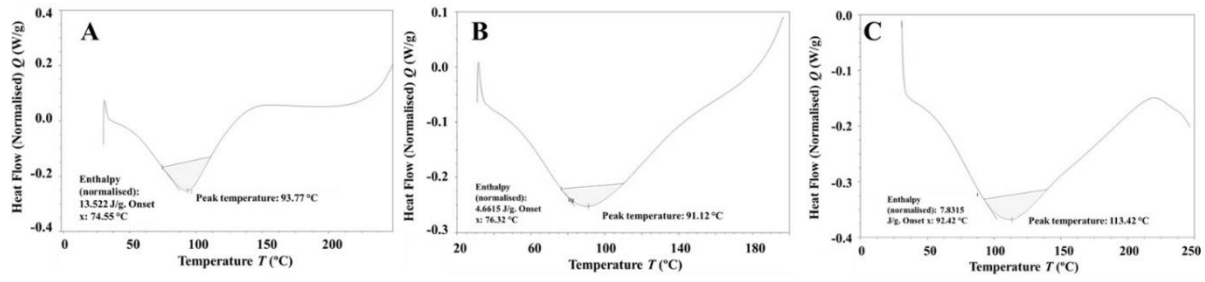 A
Heat Flow (Normalised) Q (W/g)
0.4
0.2
0.0
-0.2
-0.4
Enthalpy
(normalised):
13.522 J/g. Onset
x: 74.55 °C
Peak temperature: 93.77 °C
0
50
100
150
200
Temperature T (°C)
B
Heat Flow (Normalised) Q (W/g)
0.1
0.0
-0.1
-0.2
-0.3
Enthalpy
(normalised):
4.6615 J/g. Onset
x: 76.32 °C
Peak temperature: 91.12 °C
20
60
100
140
180
Temperature T (°C)
C
Heat Flow (Normalised) Q (W/g)
0.0
-0.1
-0.2
-0.3
-0.4
Enthalpy
(normalised): 7.8315
J/g. Onset x: 92.42 °C
Peak temperature: 113.42 °C
0
50
100
150
200
250
Temperature T (°C)